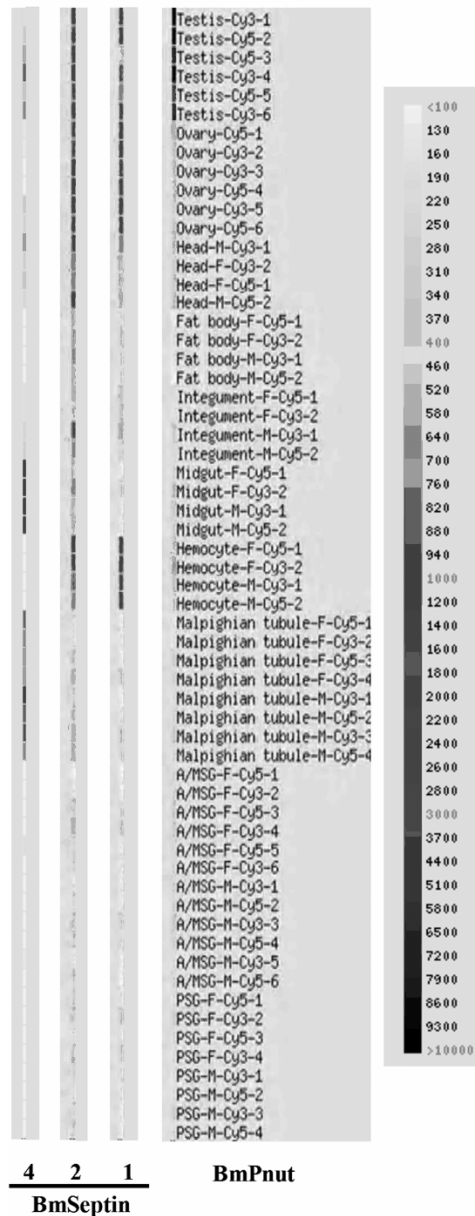 Testis-Cy3-1
Testis-Cy5-2
Testis-Cy5-3
Testis-Cy3-4
Testis-Cy5-5
Testis-Cy3-6
Ovary-Cy5-1
Ovary-Cy3-2
Ovary-Cy3-3
Ovary-Cy5-4
Ovary-Cy3-5
Ovary-Cy5-6
Head-M-Cy3-1
Head-F-Cy3-2
Head-F-Cy5-1
Head-M-Cy5-2
Fat body-F-Cy5-1
Fat body-F-Cy3-2
Fat body-M-Cy3-1
Fat body-M-Cy5-2
Integument-F-Cy5-1
Integument-F-Cy3-2
Integument-M-Cy3-1
Integument-M-Cy5-2
Midgut-F-Cy5-1
Midgut-F-Cy3-2
Midgut-M-Cy3-1
Midgut-M-Cy5-2
Hemocyte-F-Cy5-1
Hemocyte-F-Cy3-2
Hemocyte-M-Cy3-1
Hemocyte-M-Cy5-2
Malpighian tubule-F-Cy5-1
Malpighian tubule-F-Cy3-2
Malpighian tubule-F-Cy5-3
Malpighian tubule-F-Cy3-4
Malpighian tubule-M-Cy3-1
Malpighian tubule-M-Cy5-2
Malpighian tubule-M-Cy3-3
Malpighian tubule-M-Cy5-4
A/MSG-F-Cy5-1
A/MSG-F-Cy3-2
A/MSG-F-Cy5-3
A/MSG-F-Cy3-4
A/MSG-F-Cy5-5
A/MSG-F-Cy3-6
A/MSG-M-Cy3-1
A/MSG-M-Cy5-2
A/MSG-M-Cy3-3
A/MSG-M-Cy5-4
A/MSG-M-Cy3-5
A/MSG-M-Cy5-6
PSG-F-Cy5-1
PSG-F-Cy3-2
PSG-F-Cy5-3
PSG-F-Cy3-4
PSG-M-Cy3-1
PSG-M-Cy5-2
PSG-M-Cy3-3
PSG-M-Cy5-4
<100
130
160
190
220
250
280
310
340
370
400
460
520
580
640
700
760
820
880
940
1000
1200
1400
1600
1800
2000
2200
2400
2600
2800
3000
3700
4400
5100
5800
6500
7200
7900
8600
9300
>10000
4 2 1 BmPnut
BmSeptin